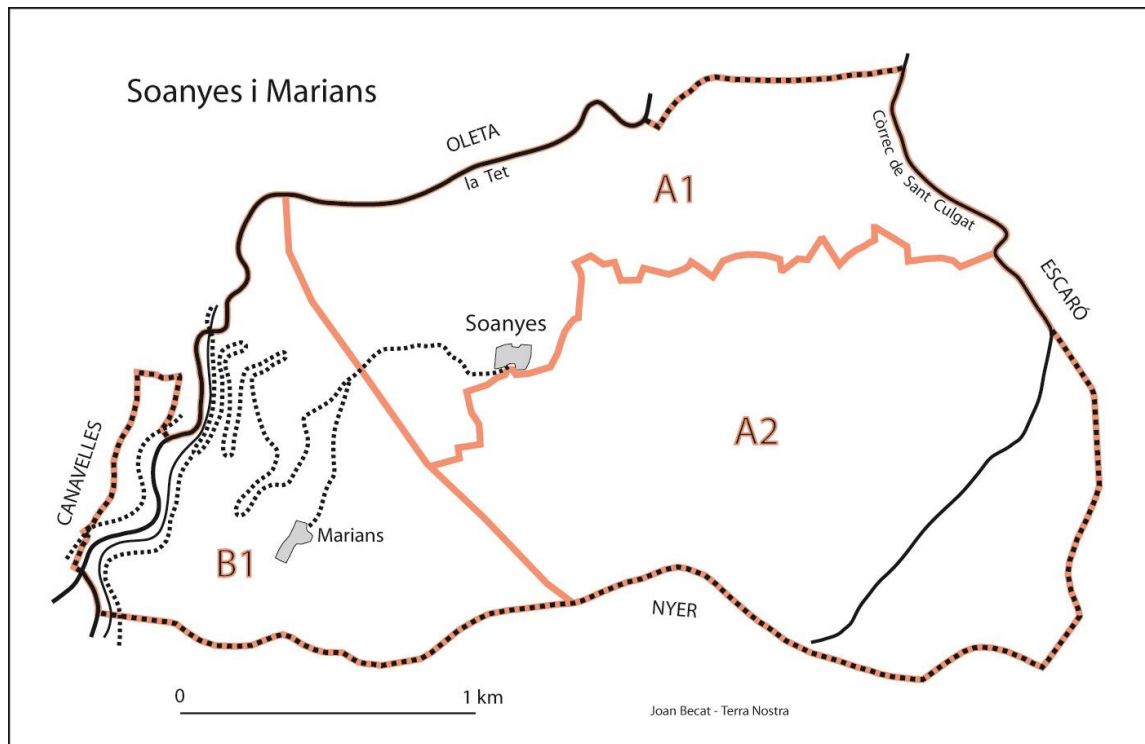 Soanyes i Marians
OLETA
la Tet
A1
Còrrec de Sant Culgat
ESCARÓ
Soanyes
A2
CANAVELLES
Marians
B1
NYER
0
1 km
Joan Becat - Terra Nostra